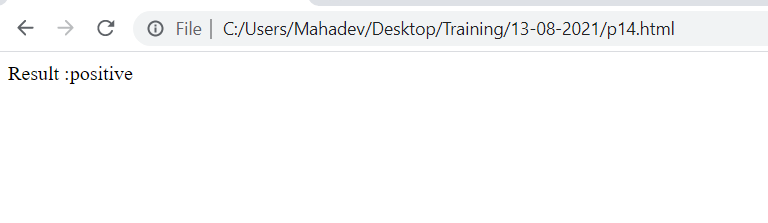 File | C:/Users/Mahadev/Desktop/Training/13-08-2021/p14.html
Result :positive